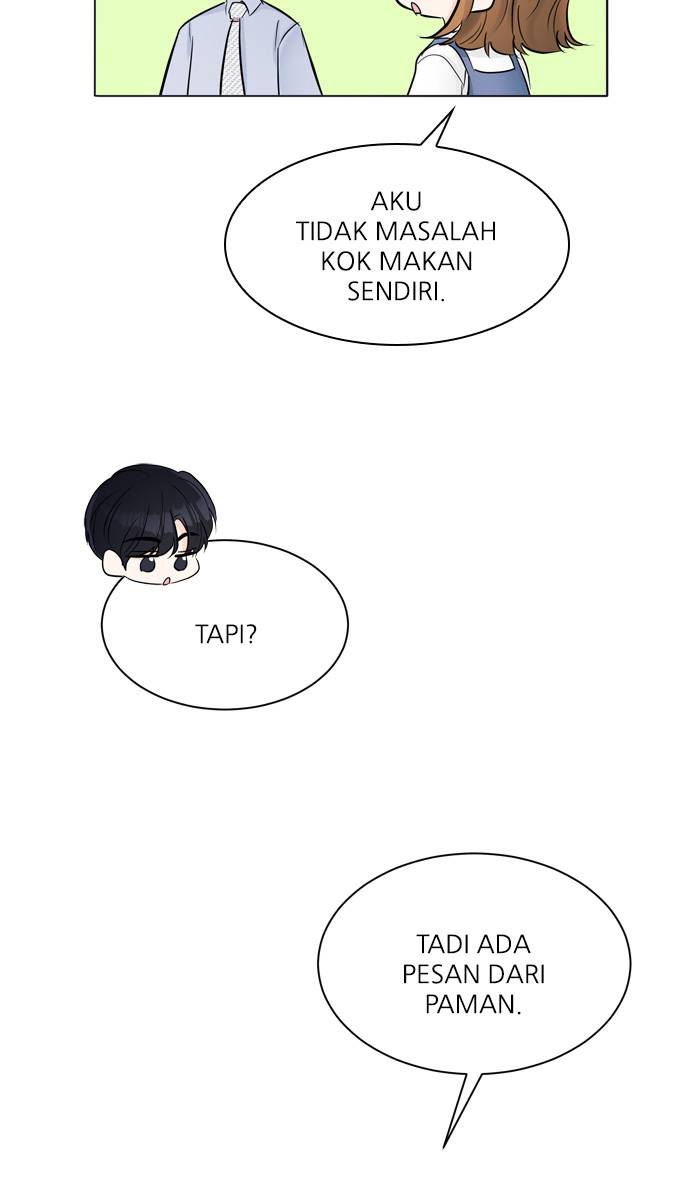 AKU
TIDAK MASALAH
KOK MAKAN
SENDIRI.
TAPI?
TADI ADA
PESAN DARI
PAMAN.